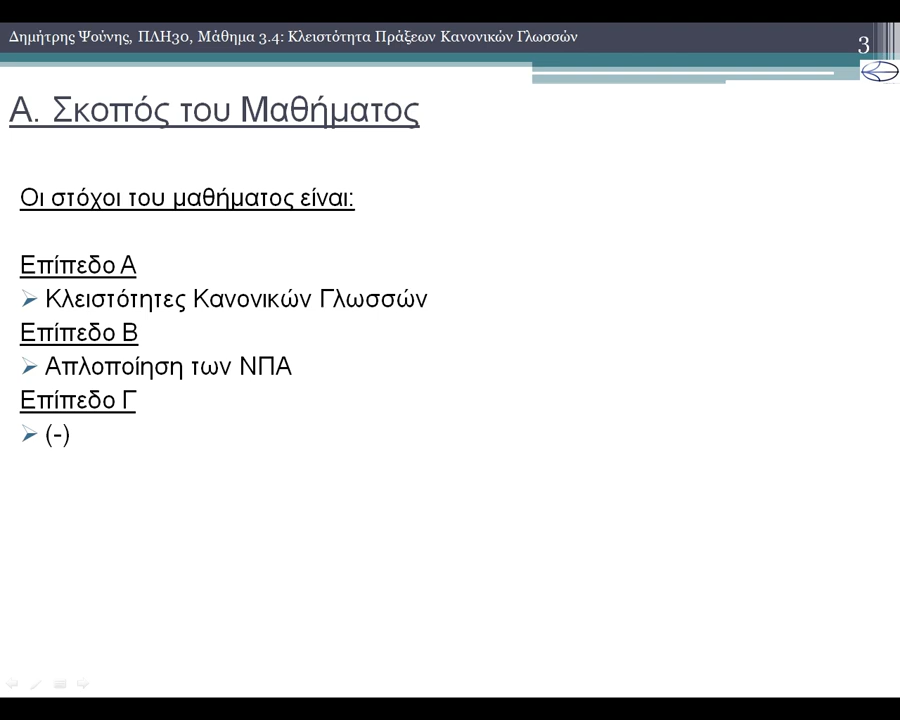 Δημήτρης Ψούνης, ΠΛΗ30, Μάθημα 3.4: Κλειστότητα Πράξεων Κανονικών Γλωσσών
3
Α. Σκοπός του Μαθήματος
Οι στόχοι του μαθήματος είναι:
Επίπεδο Α
Κλειστότητες Κανονικών Γλωσσών
Επίπεδο Β
Απλοποίηση των ΝΠΑ
Επίπεδο Γ
(-)